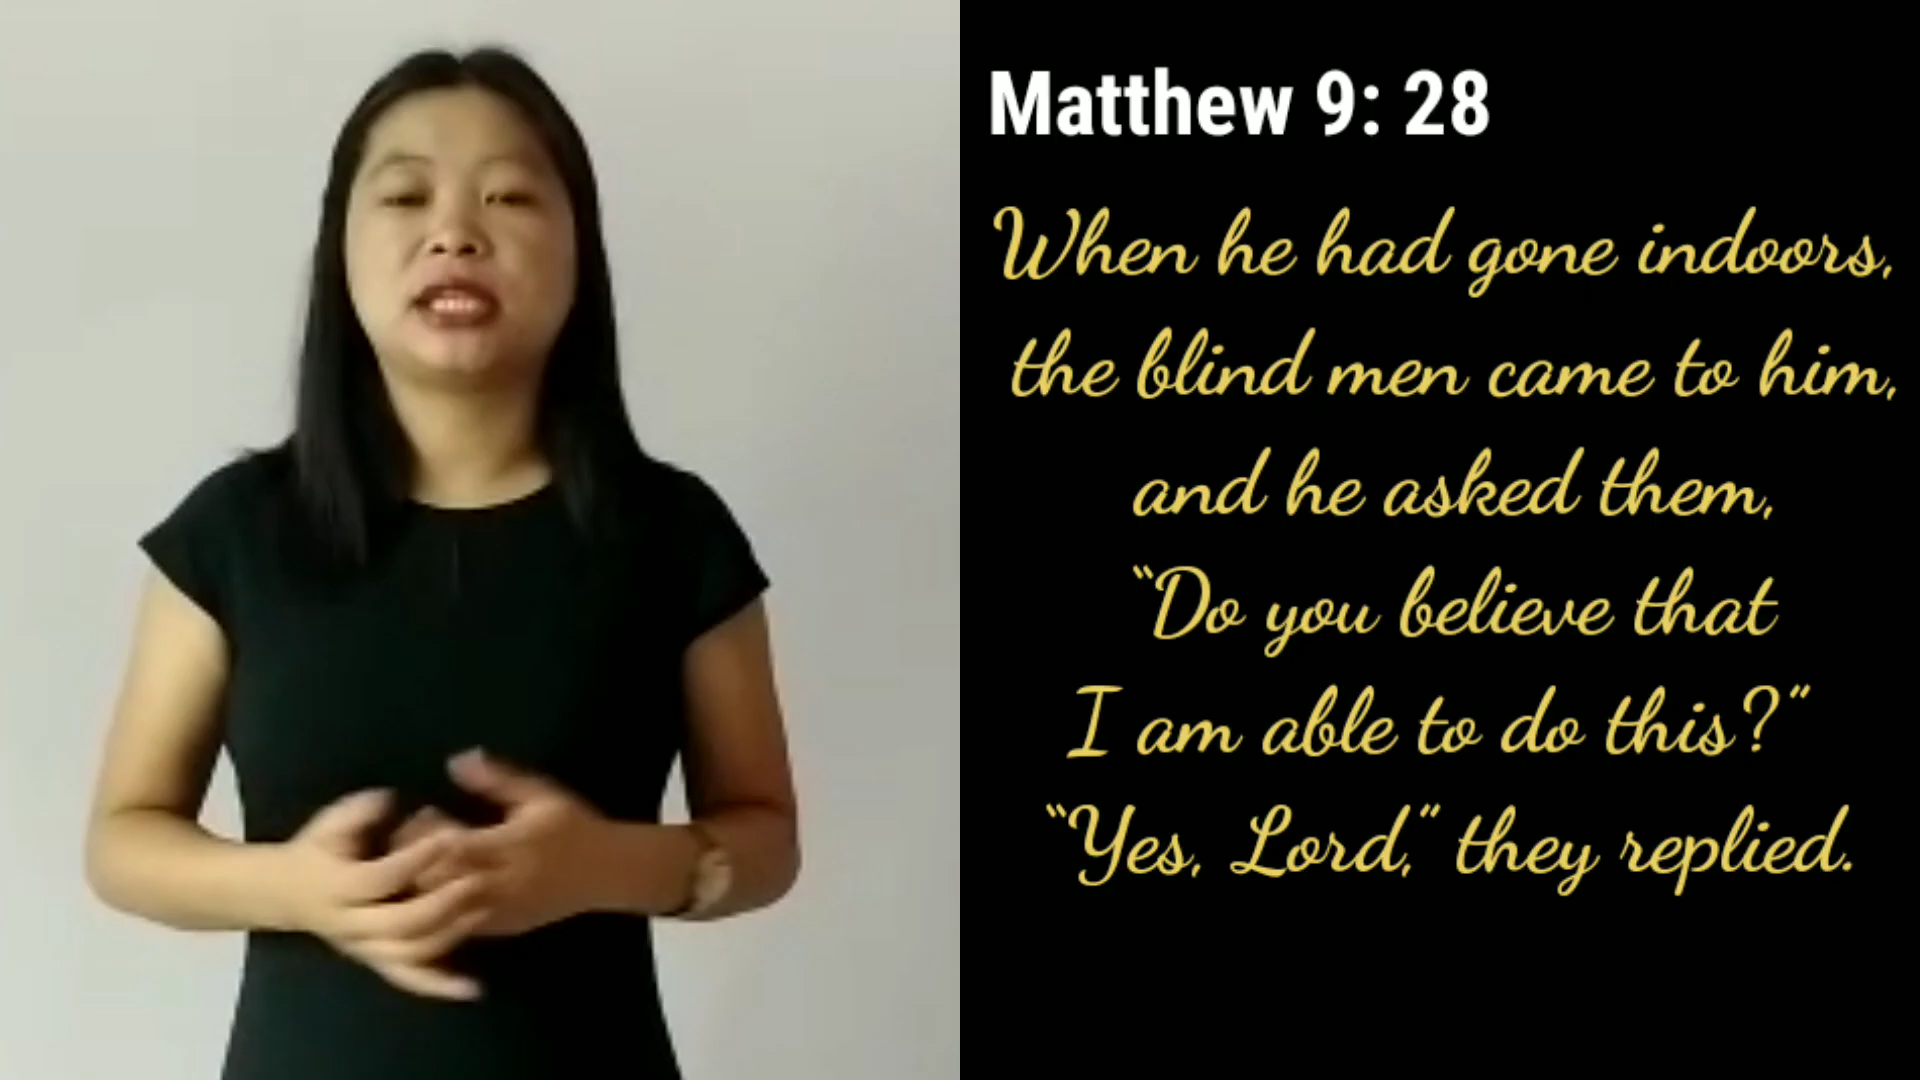 Matthew 9: 28
When he had gone indoors,
the blind men came to him,
and he asked them,
“Do you believe that
I am able to do this?”
“Yes, Lord,” they replied.